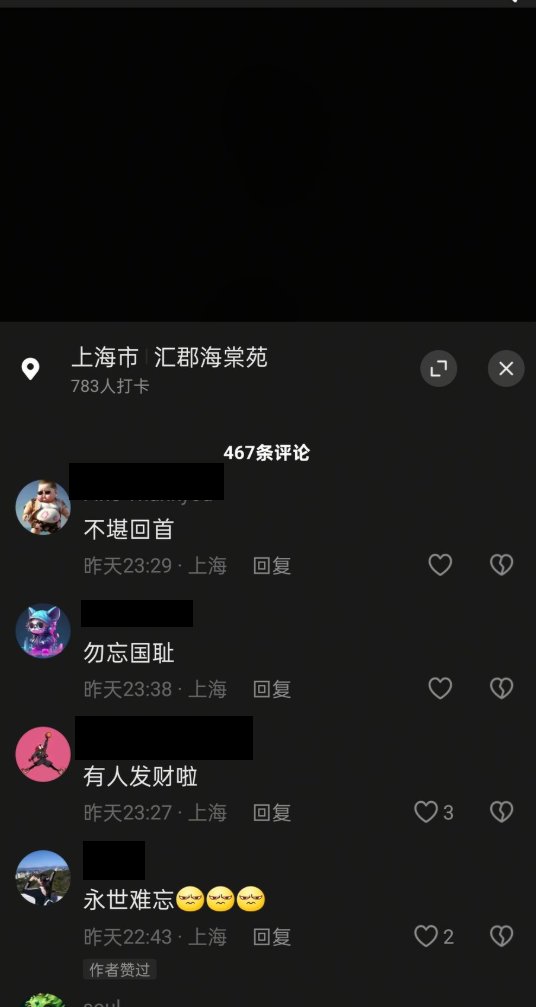 上海市 汇郡海棠苑
783人打卡
467条评论
不堪回首
昨天23:29 · 上海 回复
勿忘国耻
昨天23:38 · 上海 回复
有人发财啦
昨天23:27 · 上海 回复 3
永世难忘
昨天22:43 · 上海 回复 2
作者赞过